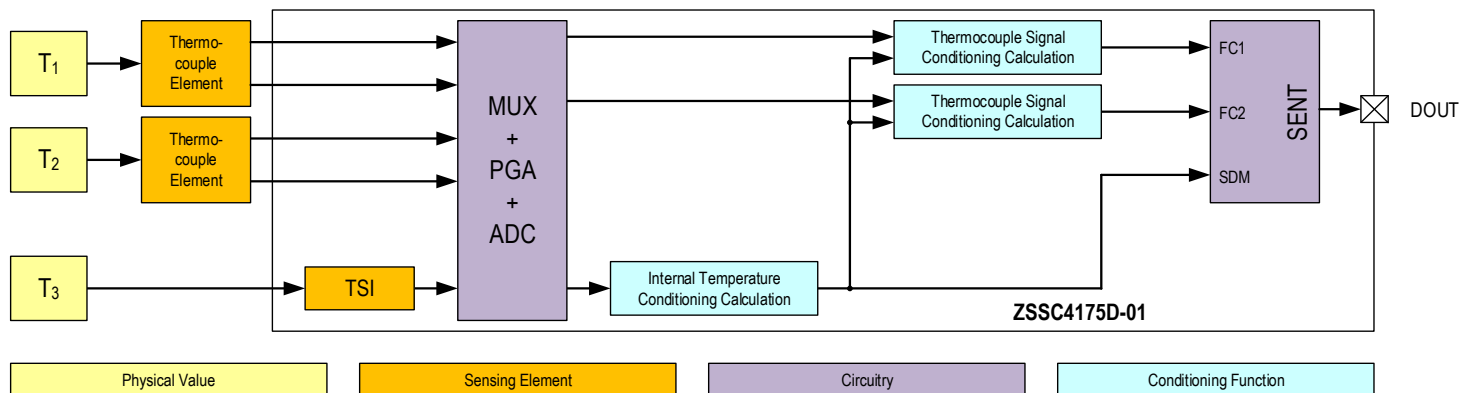 T1
Thermo-
couple
Element
T2
Thermo-
couple
Element
T3
TSI
MUX
+
PGA
+
ADC
Internal Temperature
Conditioning Calculation
Thermocouple Signal
Conditioning Calculation
Thermocouple Signal
Conditioning Calculation
FC1
FC2
SDM
SENT
DOUT
ZSSC4175D-01
Physical Value
Sensing Element
Circuitry
Conditioning Function